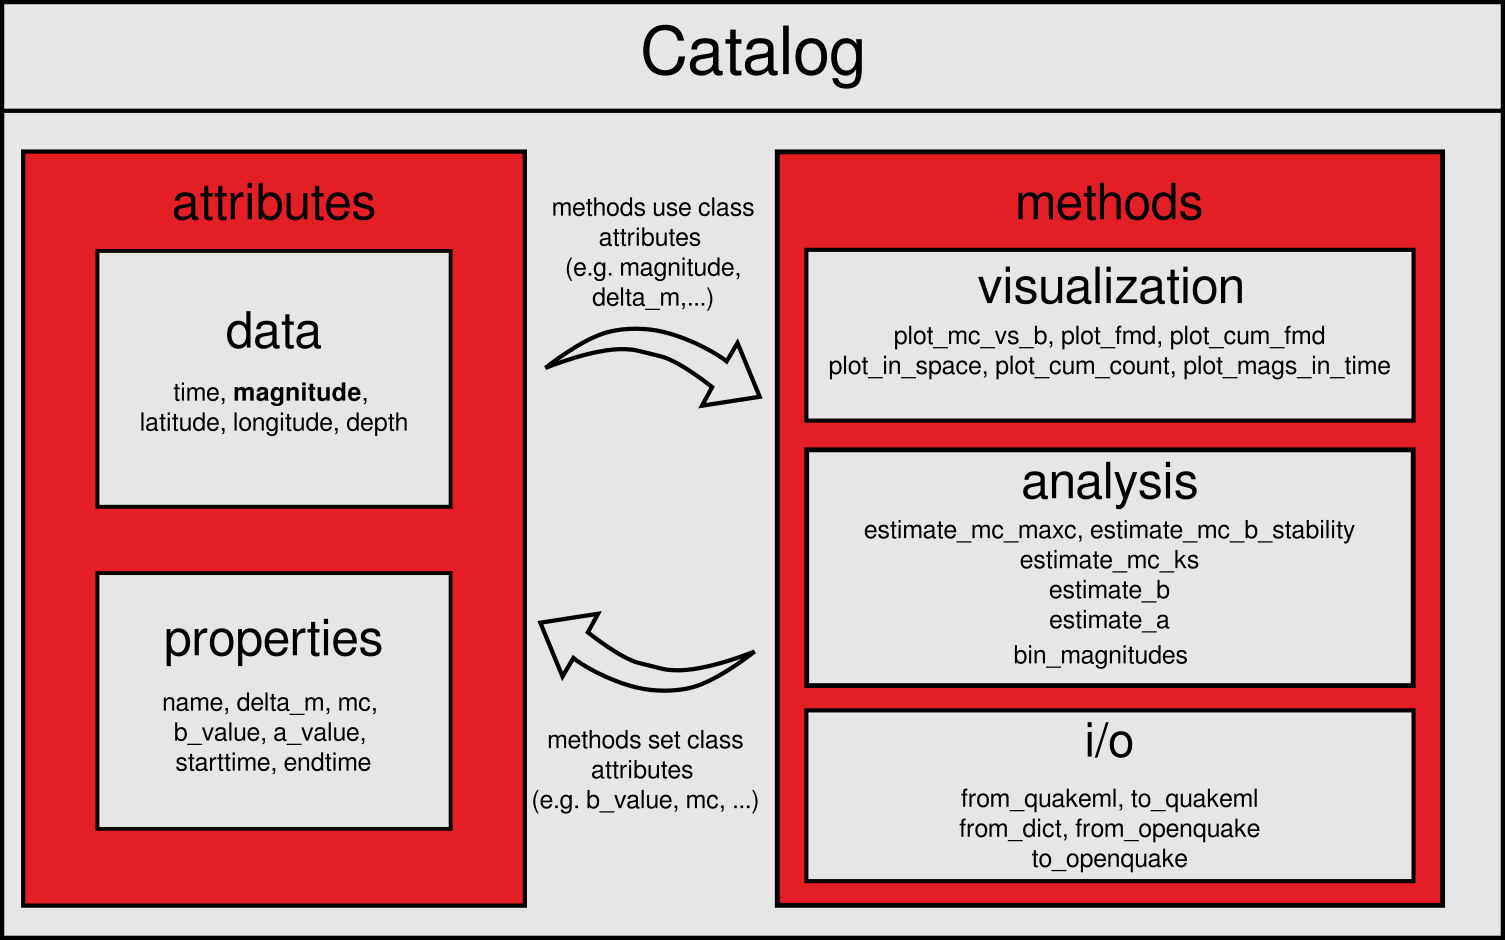 Catalog
attributes
data
time, magnitude,
latitude, longitude, depth
properties
name, delta_m, mc,
b_value, a_value,
starttime, endtime
methods use class
attributes
(e.g. magnitude,
delta_m,...)
methods set class
attributes
(e.g. b_value, mc, ...)
methods
visualization
plot_mc_vs_b, plot_fmd, plot_cum_fmd
plot_in_space, plot_cum_count, plot_mags_in_time
analysis
estimate_mc_maxc, estimate_mc_b_stability
estimate_mc_ks
estimate_b
estimate_a
bin_magnitudes
i/o
from_quakeml, to_quakeml
from_dict, from_openquake
to_openquake